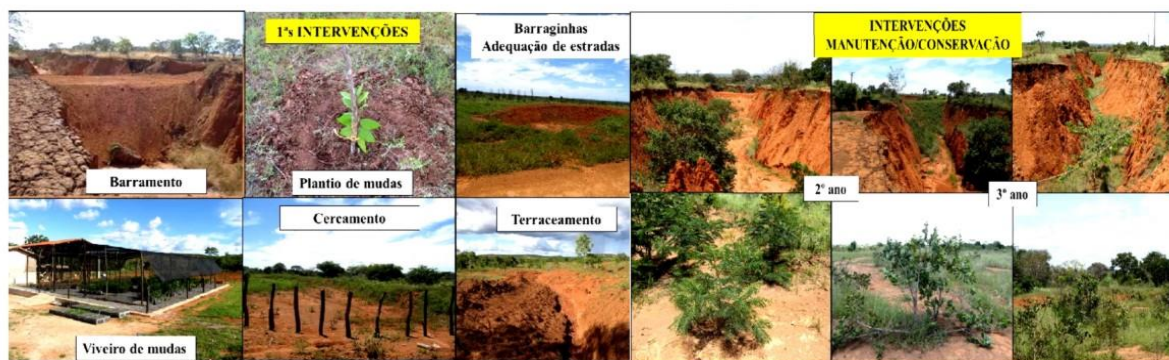 1ªs INTERVENÇÕES
Barraginhas
Adequação de estradas
INTERVENÇÕES
MANUTENÇÃO/CONSERVAÇÃO
Barramento
Plantio de mudas
2º ano
3º ano
Cercamento
Terraceamento
Viveiro de mudas